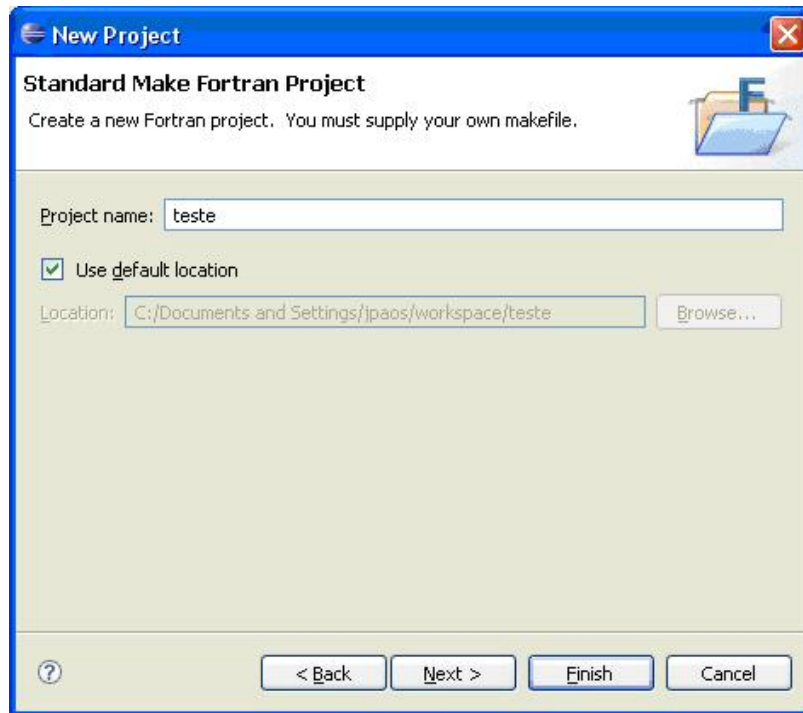 New Project
Standard Make Fortran Project
Create a new Fortran project. You must supply your own makefile.
F
Project name: teste
Use default location
Location: C:/Documents and Settings/jpaos/workspace/teste Browse...
? < Back Next > Finish Cancel